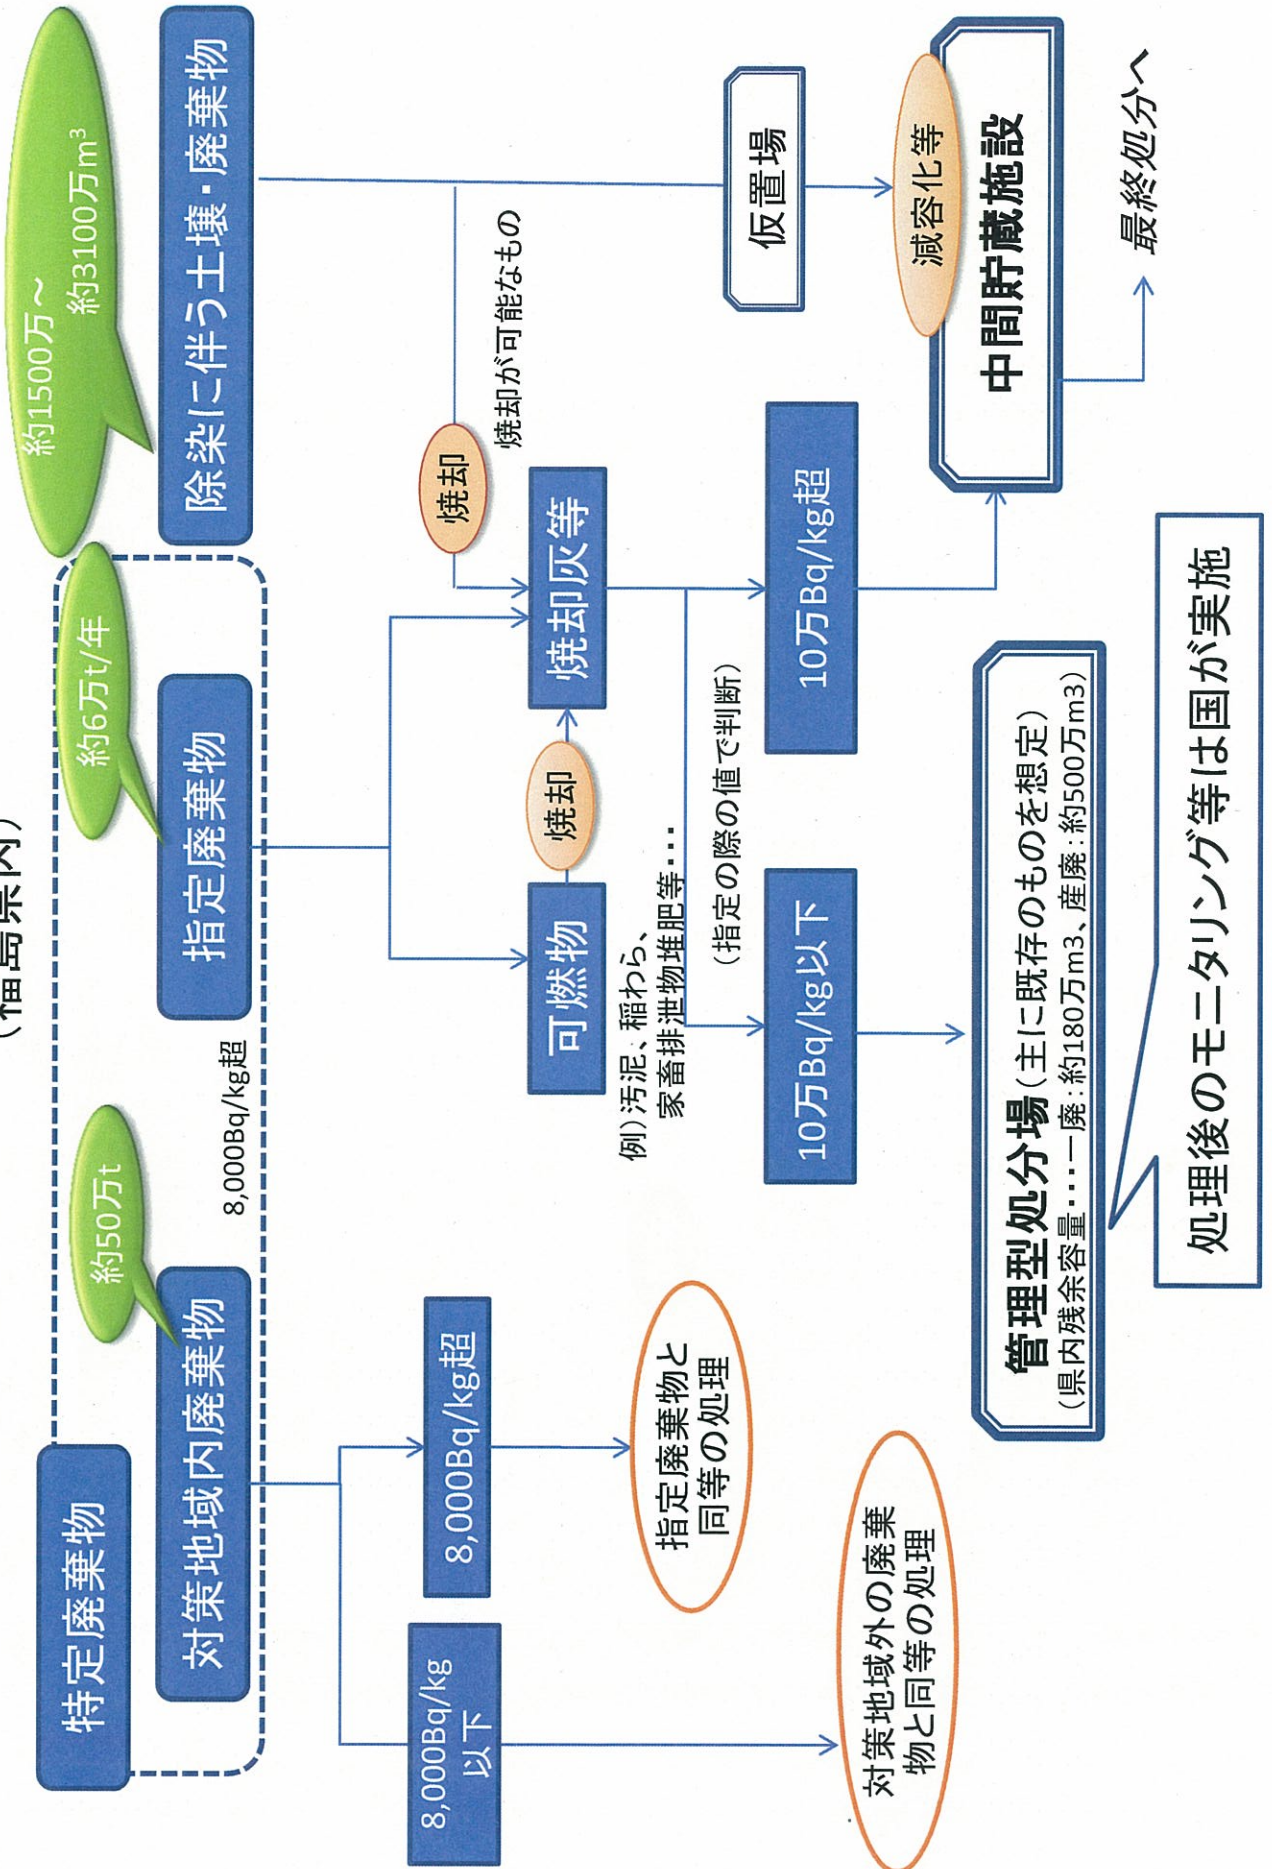 （福島県内）
特定廃棄物
約50万t
約6万t/年
約1500万～
約3100万m³
対策地域内廃棄物
指定廃棄物
除染に伴う土壌・廃棄物
8,000Bq/kg超
8,000Bq/kg
以下
8,000Bq/kg超
焼却
焼却が可能なもの
可燃物
焼却
焼却灰等
例）汚泥、稲わら、
家畜排泄物堆肥等・・・
指定廃棄物と
同等の処理
（指定の際の値で判断）
仮置場
10万Bq/kg以下
10万Bq/kg超
対策地域外の廃棄
物と同等の処理
減容化等
中間貯蔵施設
管理型処分場（主に既存のものを想定）
（県内残余容量・・・・一廃：約180万m3、産廃：約500万m3）
最終処分へ
処理後のモニタリング等は国が実施